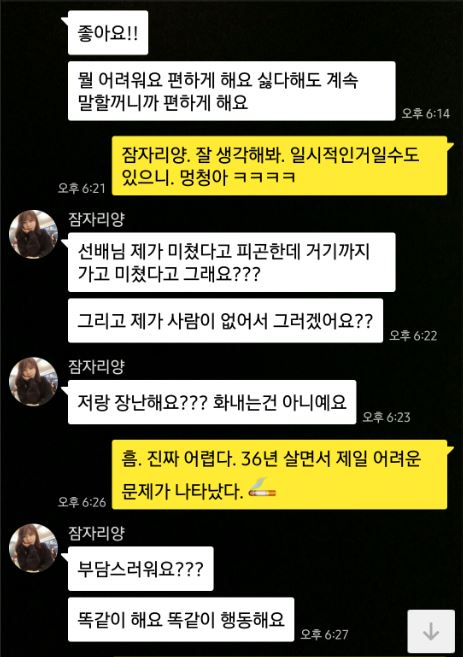 좋아요!!
뭘 어려워요 편하게 해요 싫다해도 계속
말할꺼니까 편하게 해요
오후 6:14
잠자리양. 잘 생각해봐. 일시적인거일수도
있으니. 멍청아 ㅋㅋㅋㅋ
오후 6:21
잠자리양
선배님 제가 미쳤다고 피곤한데 거기까지
가고 미쳤다고 그래요???
그리고 제가 사람이 없어서 그러겠어요??
오후 6:22
잠자리양
저랑 장난해요??? 화내는건 아니예요
오후 6:23
흠. 진짜 어렵다. 36년 살면서 제일 어려운
문제가 나타났다. 🚬
오후 6:26
잠자리양
부담스러워요???
똑같이 해요 똑같이 행동해요
오후 6:27